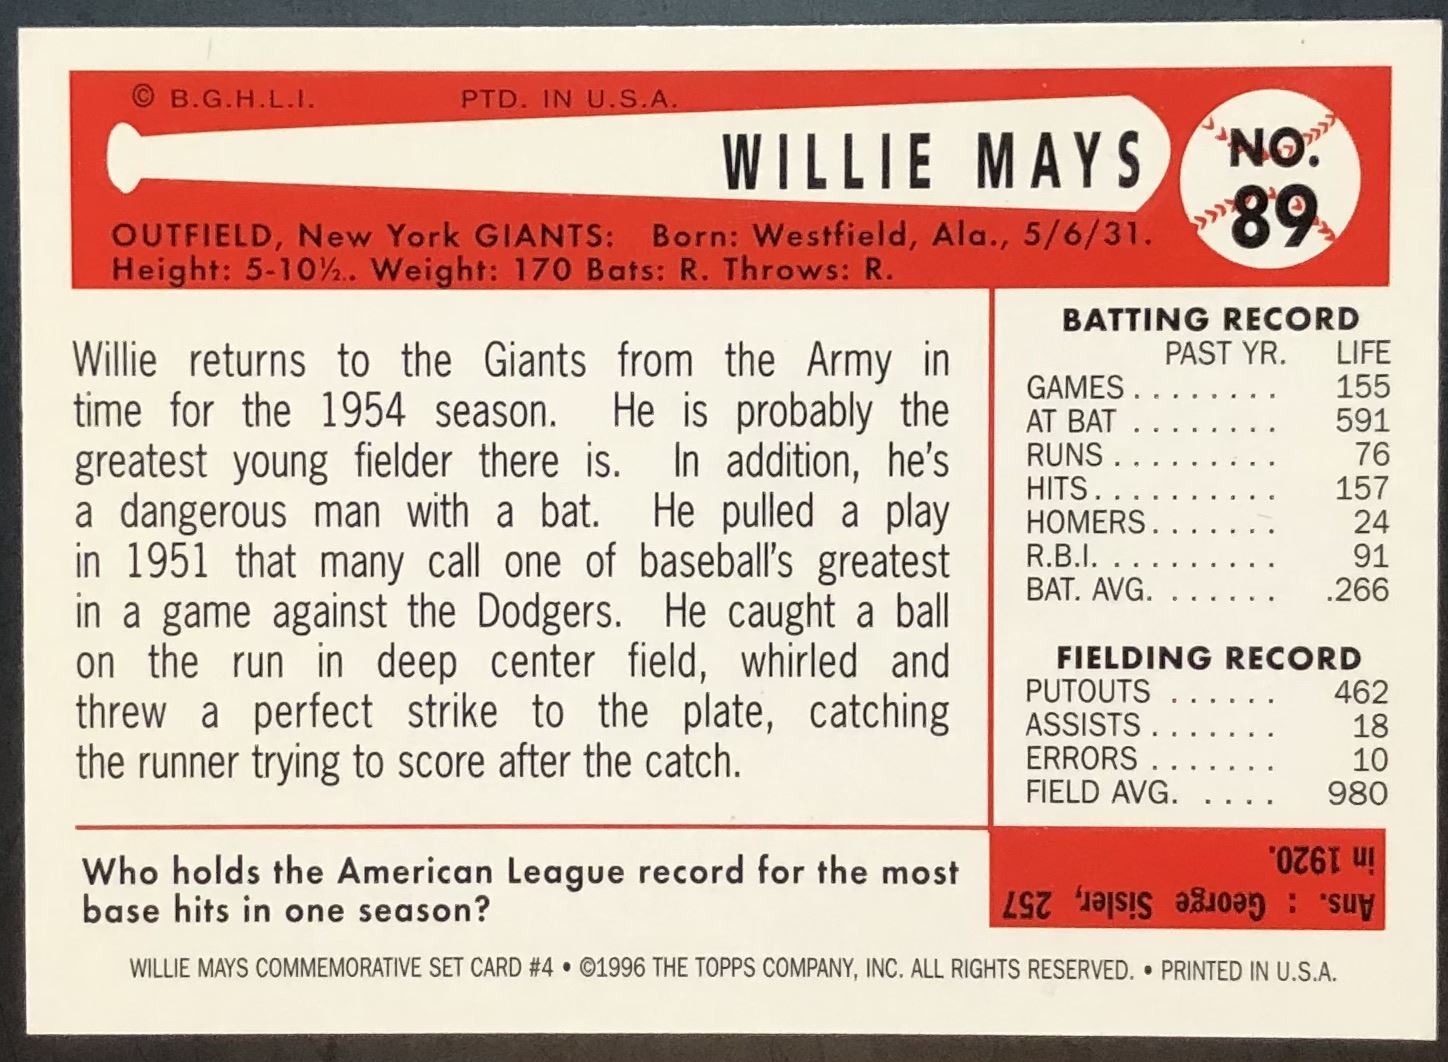 © B.G.H.L.I. PTD. IN U.S.A.
WILLIE MAYS
NO.
89
OUTFIELD, New York GIANTS: Born: Westfield, Ala., 5/6/31.
Height: 5-10½.. Weight: 170 Bats: R. Throws: R.
Willie returns to the Giants from the Army in
time for the 1954 season. He is probably the
greatest young fielder there is. In addition, he's
a dangerous man with a bat. He pulled a play
in 1951 that many call one of baseball's greatest
in a game against the Dodgers. He caught a ball
on the run in deep center field, whirled and
threw a perfect strike to the plate, catching
the runner trying to score after the catch.
BATTING RECORD
PAST YR. LIFE
GAMES........ 155
AT BAT ........ 591
RUNS......... 76
HITS.......... 157
HOMERS....... 24
R.B.I.......... 91
BAT. AVG....... .266
FIELDING RECORD
PUTOUTS ...... 462
ASSISTS....... 18
ERRORS ....... 10
FIELD AVG. .... 980
Who holds the American League record for the most
base hits in one season?
Ans. : George Sisler, 257
in 1920.
WILLIE MAYS COMMEMORATIVE SET CARD #4 • ©1996 THE TOPPS COMPANY, INC. ALL RIGHTS RESERVED. • PRINTED IN U.S.A.